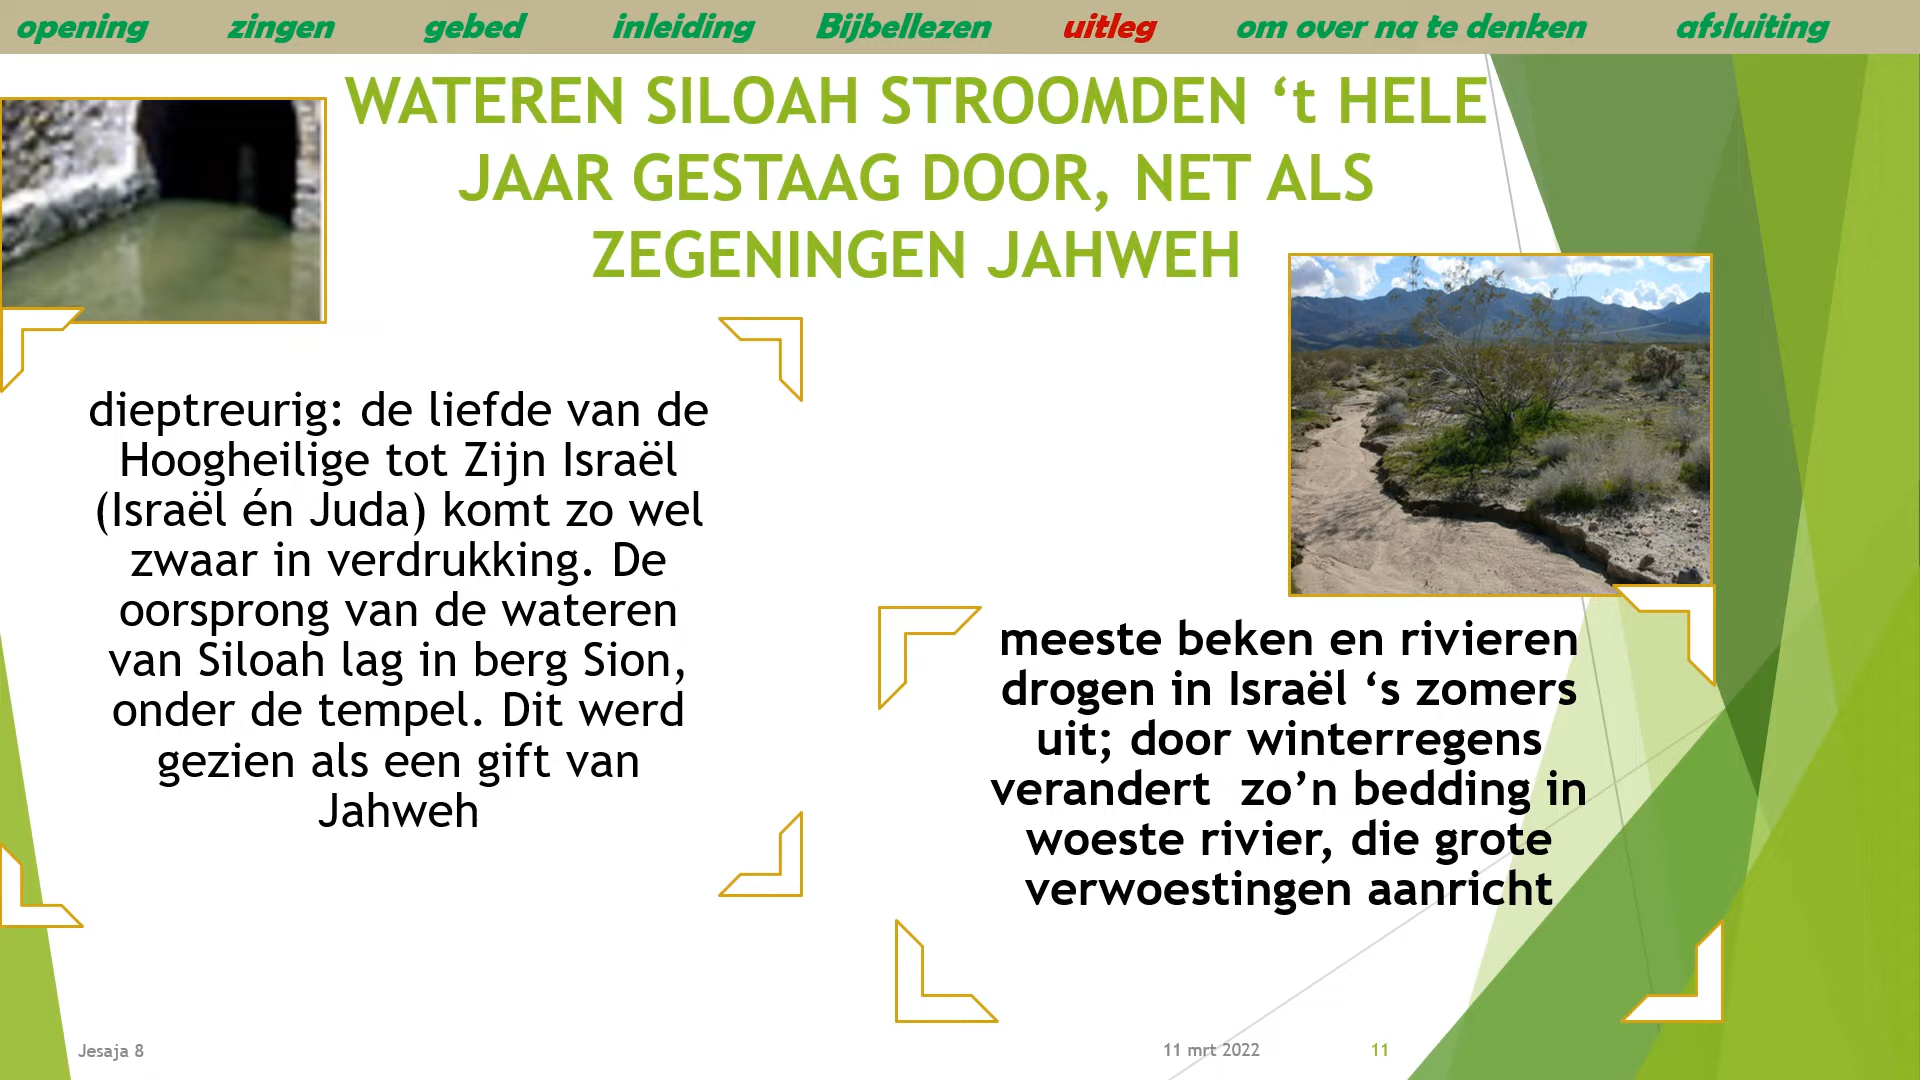 opening zingen gebed inleiding Bijbellezen uitleg om over na te denken afsluiting
WATEREN SILOAH STROOMDEN ‘t HELE
JAAR GESTAAG DOOR, NET ALS
ZEGENINGEN JAHWEH
dieptreurig: de liefde van de
Hoogheilige tot Zijn Israël
(Israël én Juda) komt zo wel
zwaar in verdrukking. De
oorsprong van de wateren
van Siloah lag in berg Sion,
onder de tempel. Dit werd
gezien als een gift van
Jahweh
meeste beken en rivieren
drogen in Israël ‘s zomers
uit; door winterregens
verandert  zo’n bedding in
woeste rivier, die grote
verwoestingen aanricht
Jesaja 8 11 mrt 2022 11